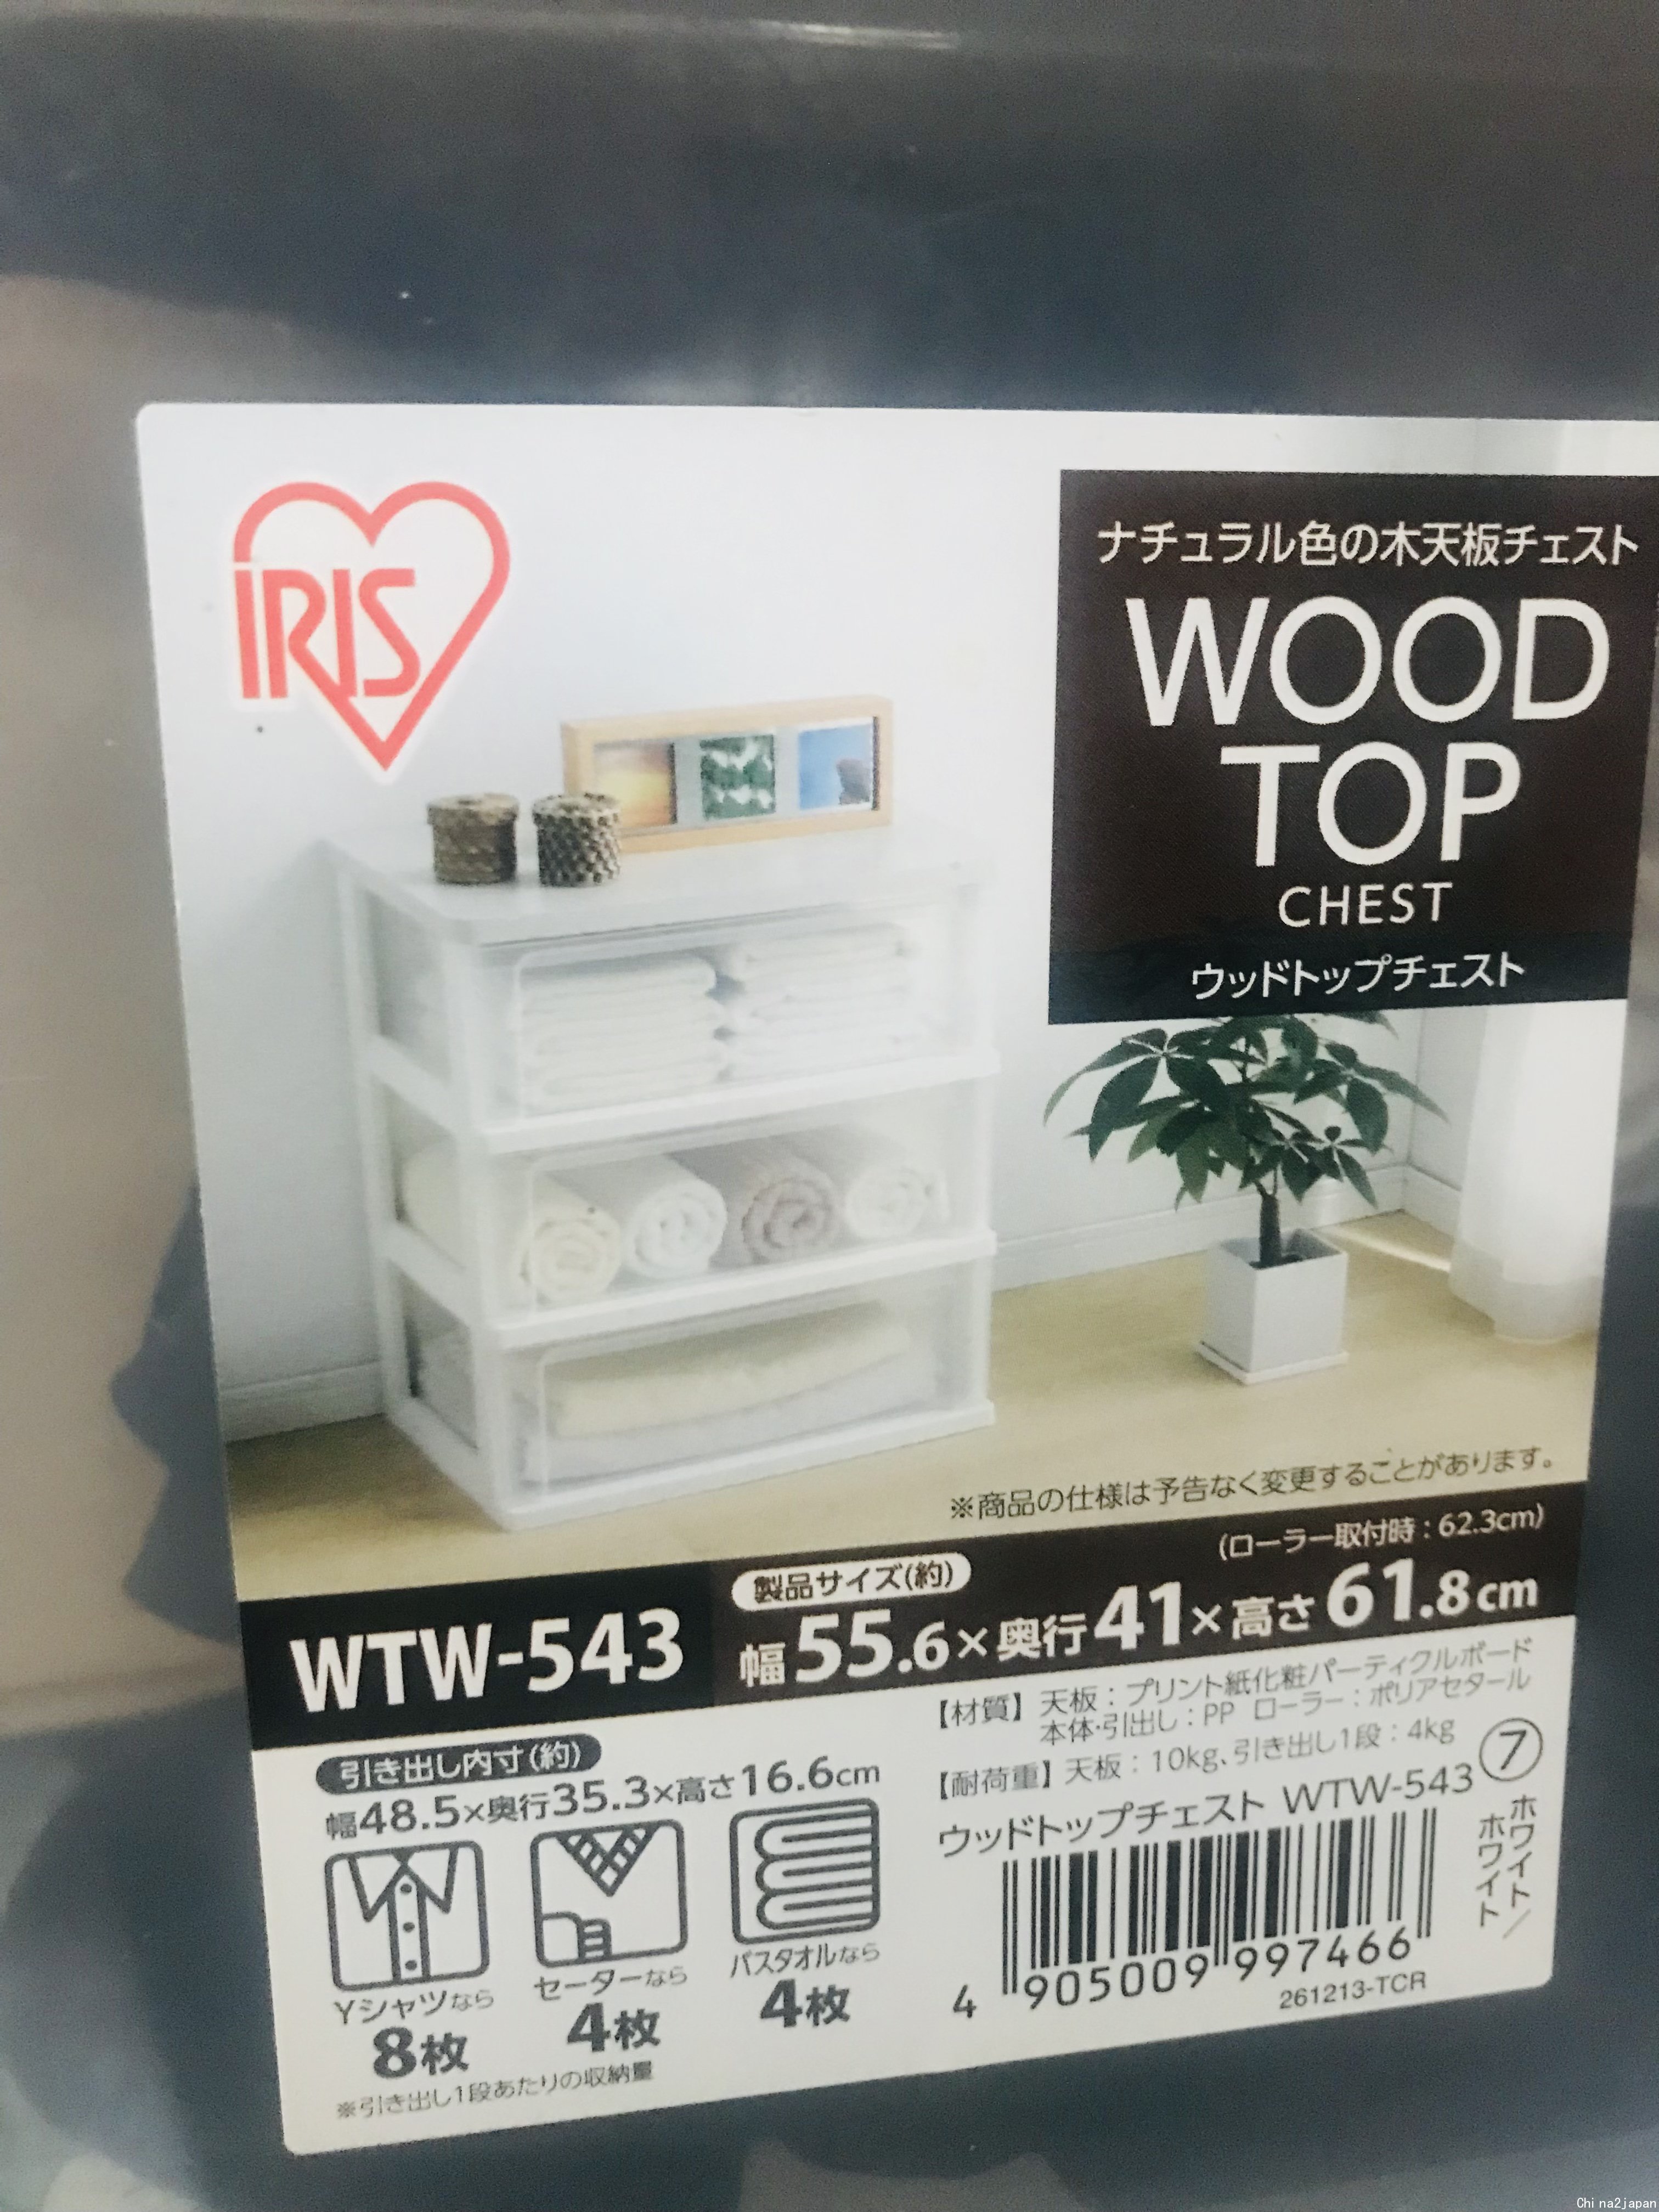 IRIS
ナチュラル色の木天板チェスト
WOOD
TOP
CHEST
ウッドトップチェスト
※商品の仕様は予告なく変更することがあります。
WTW-543
製品サイズ(約)
(ローラー取付時:62.3cm)
幅55.6×奥行41×高さ61.8cm
引き出し内寸(約)
幅48.5×奥行35.3×高さ16.6cm
Yシャツなら
8枚
セーターなら
4枚
バスタオルなら
4枚
※引き出し1段あたりの収納量
【材質】天板:プリント紙化粧パーティクルボード
本体・引出し:PP ローラー:ポリアセタール
【耐荷重】天板:10kg、引き出し1段:4kg
ウッドトップチェスト WTW-543
⑦
ホワイト/
ホワイト
4 905009 997466
261213-TCR
China2japan